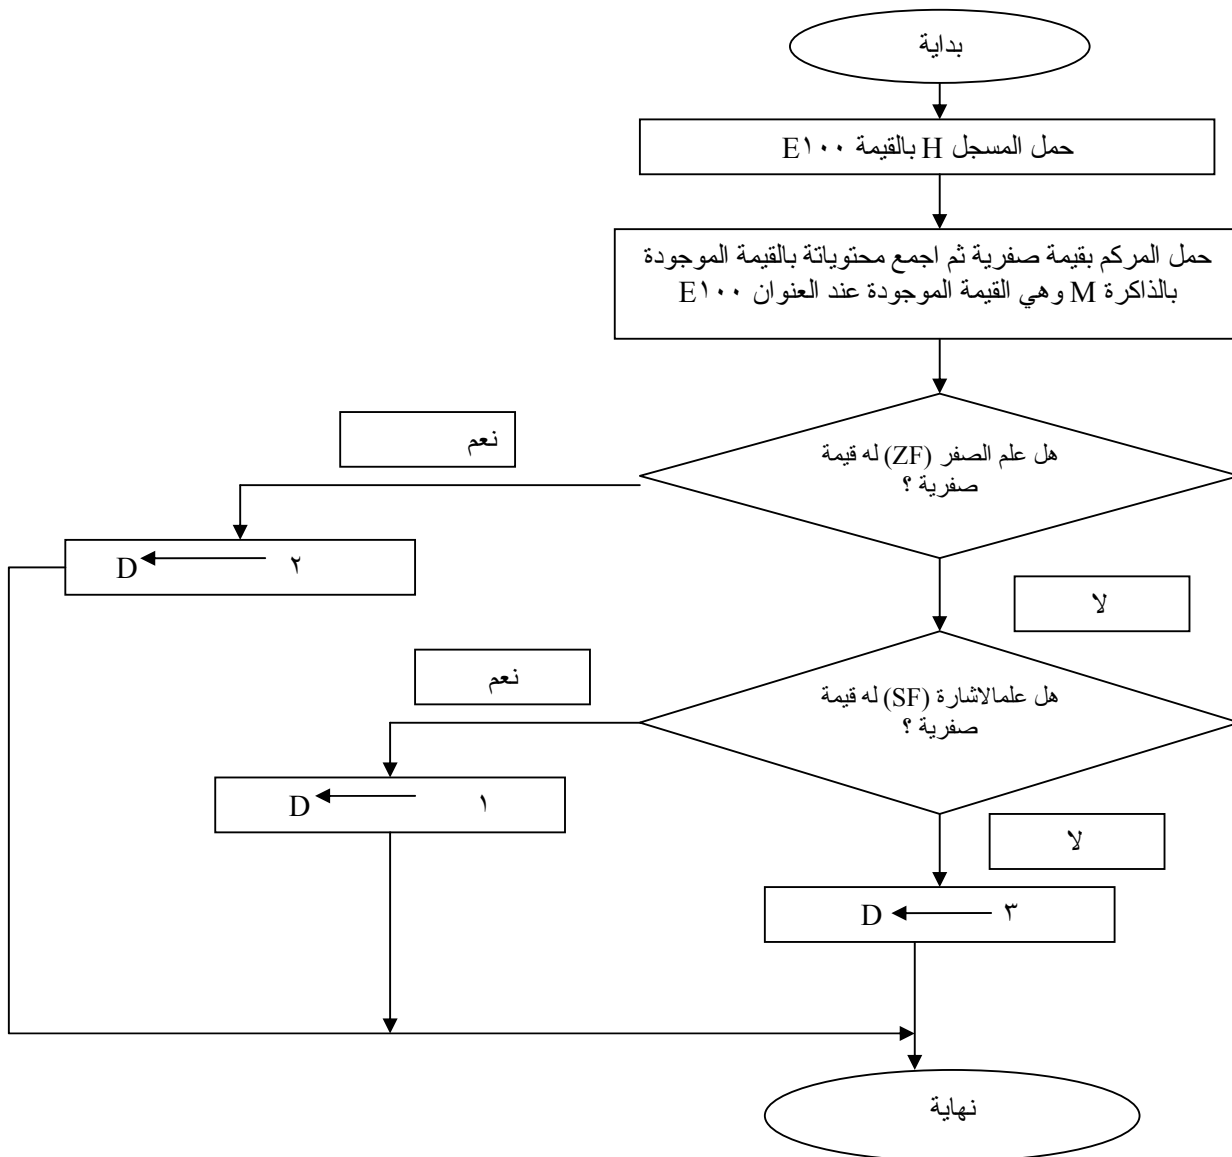 بداية
حمل المسجل H بالقيمة E١٠٠
حمل المركم بقيمة صفرية ثم اجمع محتوياتة بالقيمة الموجودة
بالذاكرة M وهي القيمة الموجودة عند العنوان E١٠٠
هل علم الصفر (ZF) له قيمة
صفرية ؟
نعم
D ← ٢
لا
هل علمالاشارة (SF) له قيمة
صفرية ؟
نعم
D ← ١
لا
D ← ٣
نهاية